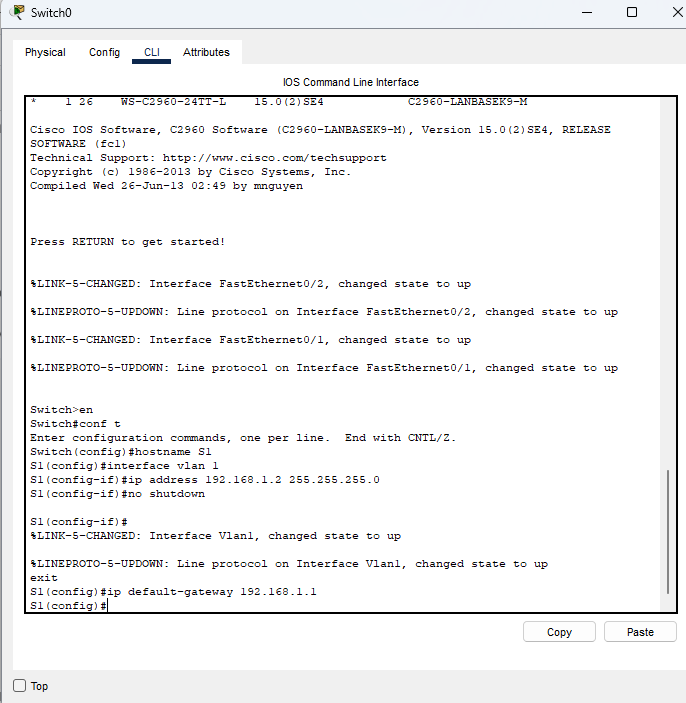 Switch0
Physical Config CLI Attributes
IOS Command Line Interface
* 1 26 WS-C2960-24TT-L 15.0(2)SE4 C2960-LANBASEK9-M
Cisco IOS Software, C2960 Software (C2960-LANBASEK9-M), Version 15.0(2)SE4, RELEASE
SOFTWARE (fc1)
Technical Support: http://www.cisco.com/techsupport
Copyright (c) 1986-2013 by Cisco Systems, Inc.
Compiled Wed 26-Jun-13 02:49 by mnguyen
Press RETURN to get started!
%LINK-5-CHANGED: Interface FastEthernet0/2, changed state to up
%LINEPROTO-5-UPDOWN: Line protocol on Interface FastEthernet0/2, changed state to up
%LINK-5-CHANGED: Interface FastEthernet0/1, changed state to up
%LINEPROTO-5-UPDOWN: Line protocol on Interface FastEthernet0/1, changed state to up
Switch>en
Switch#conf t
Enter configuration commands, one per line. End with CNTL/Z.
Switch(config)#hostname S1
S1(config)#interface vlan 1
S1(config-if)#ip address 192.168.1.2 255.255.255.0
S1(config-if)#no shutdown
S1(config-if)#
%LINK-5-CHANGED: Interface Vlan1, changed state to up
%LINEPROTO-5-UPDOWN: Line protocol on Interface Vlan1, changed state to up
exit
S1(config)#ip default-gateway 192.168.1.1
S1(config)#
Copy Paste
Top